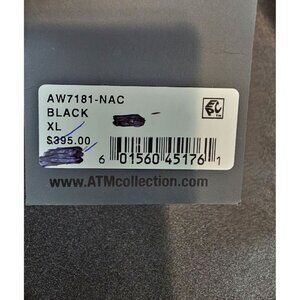 AW7181-NAC
BLACK
XL
$395.00
6 01560 45176 1
www.ATMcollection.com